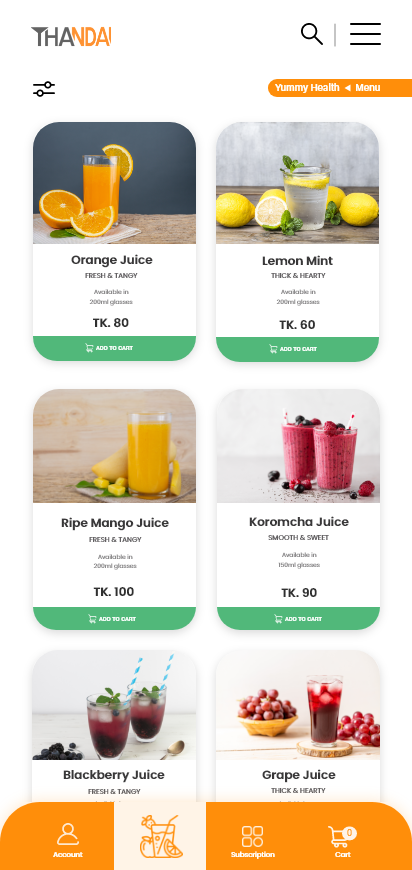 THANDAI
Yummy Health ◄ Menu
Orange Juice
FRESH & TANGY
Available in
200ml glasses
TK. 80
ADD TO CART
Lemon Mint
THICK & HEARTY
Available in
200ml glasses
TK. 60
ADD TO CART
Ripe Mango Juice
FRESH & TANGY
Available in
200ml glasses
TK. 100
ADD TO CART
Koromcha Juice
SMOOTH & SWEET
Available in
150ml glasses
TK. 90
ADD TO CART
Blackberry Juice
FRESH & TANGY
Grape Juice
THICK & HEARTY
Account
Subscription
0
Cart